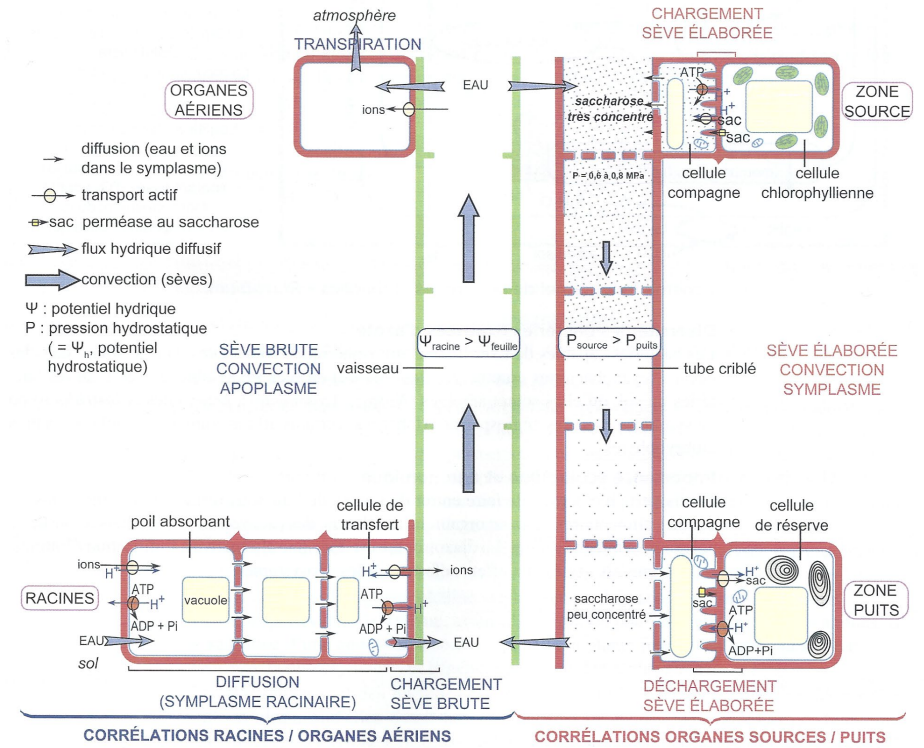 atmosphère
TRANSPIRATION
CHARGEMENT
SÈVE ÉLABORÉE
ORGANES
AÉRIENS
ions
EAU
saccharose
très concentré
ATP
H+
H+
sac
sac
ZONE
SOURCE
cellule
compagne
cellule
chlorophyllienne
P = 0,6 à 0,8 MPa
diffusion (eau et ions
dans le symplasme)
transport actif
sac perméase au saccharose
flux hydrique diffusif
convection (sèves)
Ψ : potentiel hydrique
P : pression hydrostatique
( = Ψh, potentiel
hydrostatique)
SÈVE BRUTE
CONVECTION
APOPLASME
vaisseau
Ψracine > Ψfeuille
Psource > Ppuits
tube criblé
SÈVE ÉLABORÉE
CONVECTION
SYMPLASME
poil absorbant
cellule de
transfert
cellule
compagne
cellule
de réserve
RACINES
ions
H+
ATP
H+
ADP + Pi
EAU
sol
vacuole
H+
ions
ATP
H+
ADP + Pi
EAU
saccharose
peu concentré
H+
sac
sac
ATP
H+
ADP+Pi
ZONE
PUITS
DIFFUSION
(SYMPLASME RACINAIRE)
CHARGEMENT
SÈVE BRUTE
DÉCHARGEMENT
SÈVE ÉLABORÉE
CORRÉLATIONS RACINES / ORGANES AÉRIENS
CORRÉLATIONS ORGANES SOURCES / PUITS